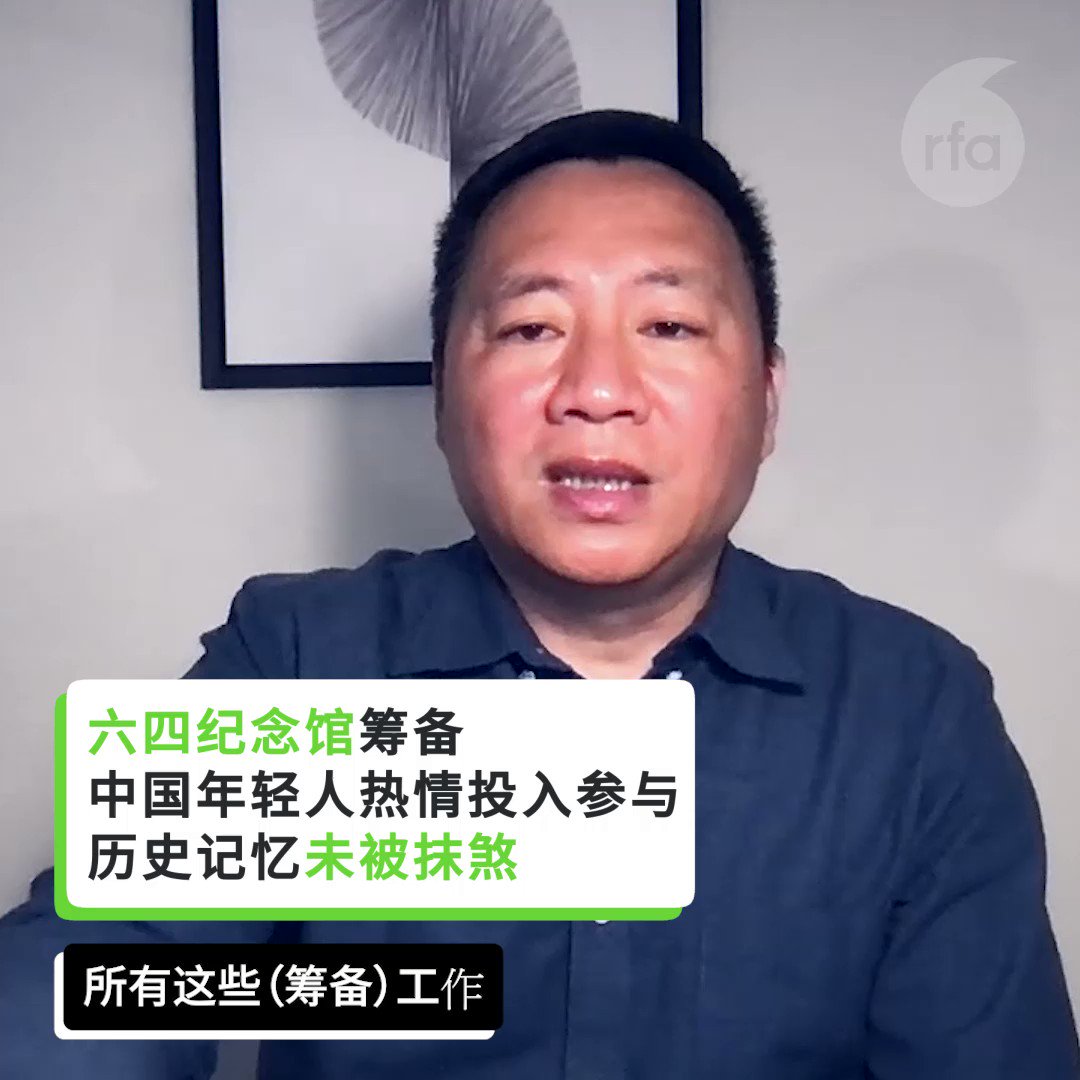 rfa
六四纪念馆筹备
中国年轻人热情投入参与
历史记忆未被抹煞
所有这些(筹备)工作